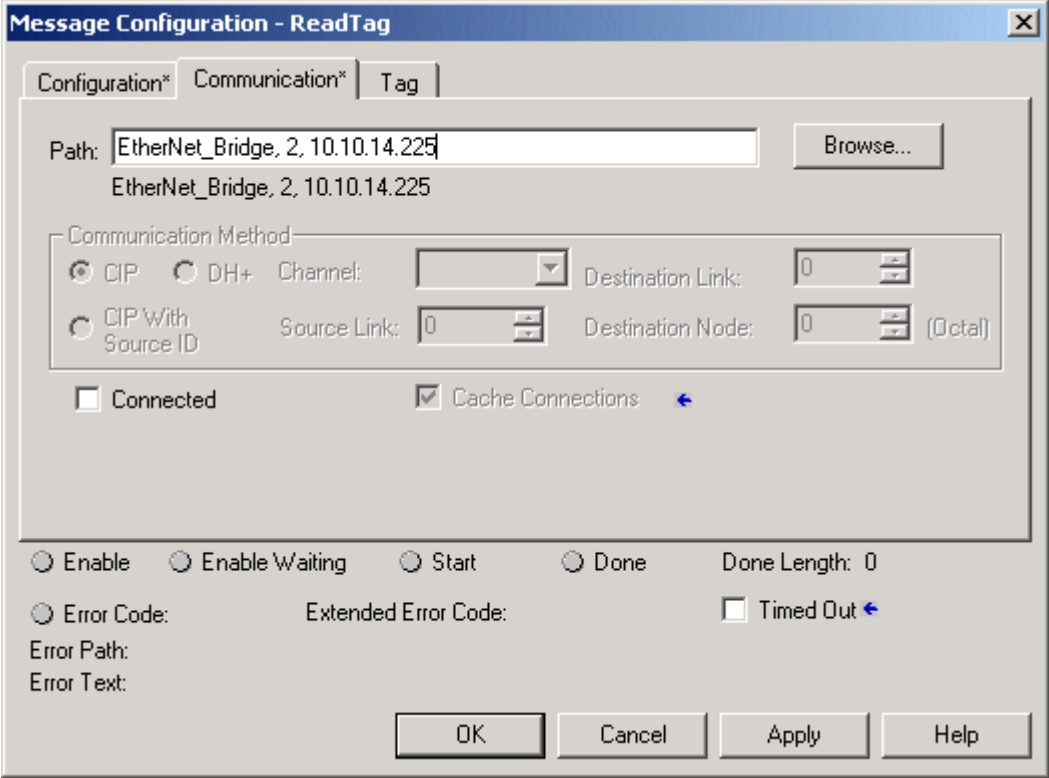 Message Configuration - ReadTag
Configuration* Communication* Tag
Path: EtherNet_Bridge, 2, 10.10.14.225 Browse...
EtherNet_Bridge, 2, 10.10.14.225
Communication Method
CIP DH+ Channel: Destination Link: 0
CIP With Source ID Source Link: 0 Destination Node: 0 (Octal)
Connected Cache Connections
Enable Enable Waiting Start Done Done Length: 0
Error Code: Extended Error Code: Timed Out
Error Path:
Error Text:
OK Cancel Apply Help